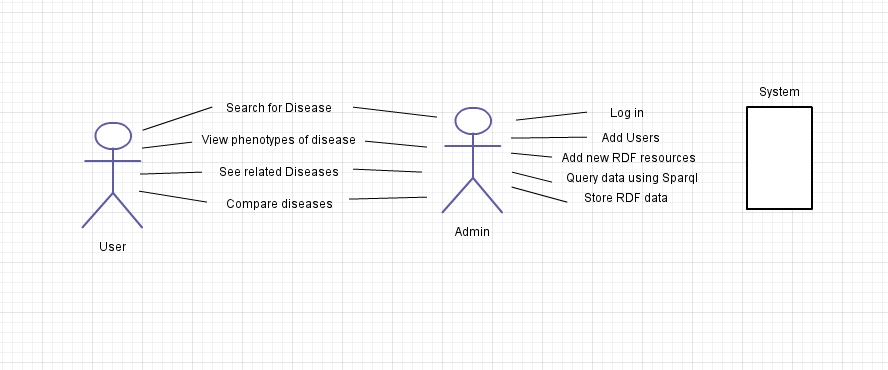 System
Search for Disease
Log in
View phenotypes of disease
Add Users
Add new RDF resources
See related Diseases
Query data using Sparql
Compare diseases
Store RDF data
User
Admin